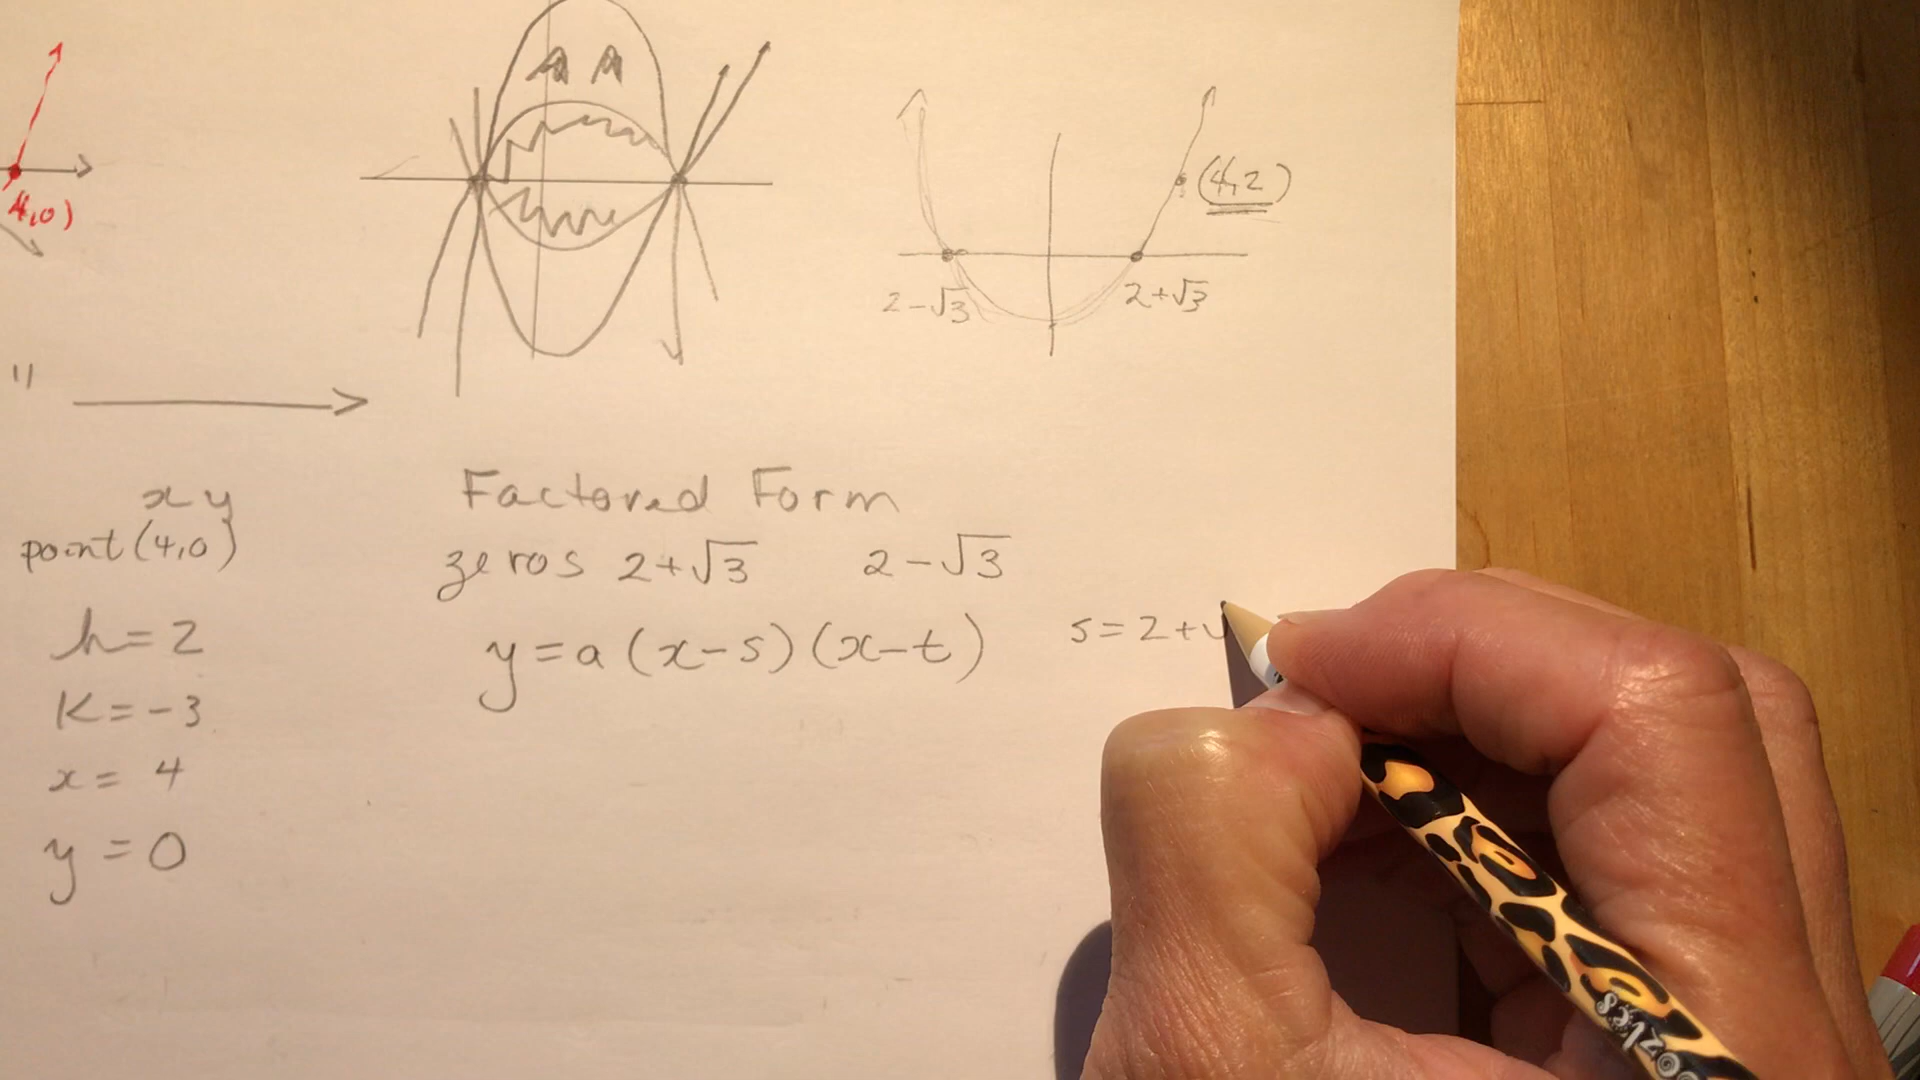 4,0)
(4,2)
2-√3
2+√3
"
x y
point (4,0)
h=2
K=-3
x= 4
y=0
Factored Form
zeros 2+√3 2-√3
y=a(x-s)(x-t)
s=2+√